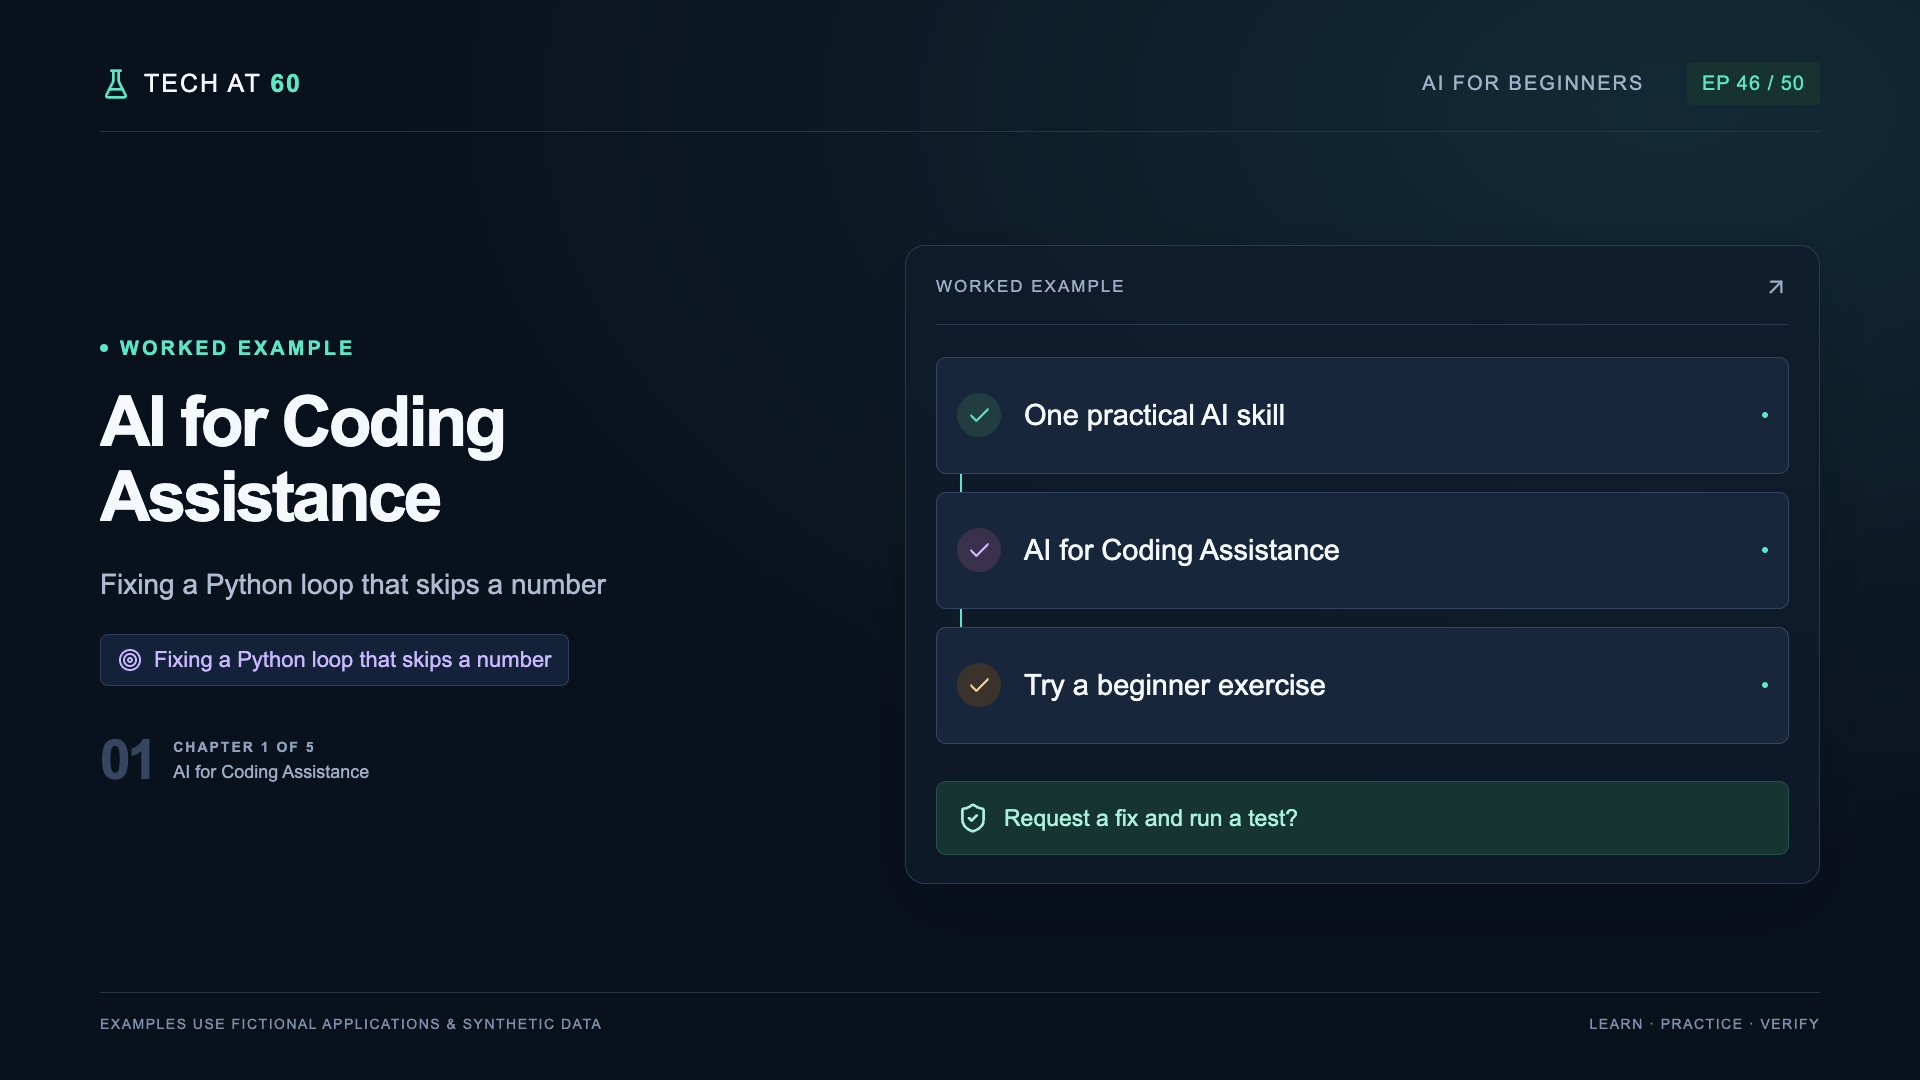 TECH AT 60
AI FOR BEGINNERS
EP 46 / 50
WORKED EXAMPLE
AI for Coding
Assistance
Fixing a Python loop that skips a number
Fixing a Python loop that skips a number
01
CHAPTER 1 OF 5
AI for Coding Assistance
WORKED EXAMPLE
One practical AI skill
AI for Coding Assistance
Try a beginner exercise
Request a fix and run a test?
EXAMPLES USE FICTIONAL APPLICATIONS & SYNTHETIC DATA
LEARN · PRACTICE · VERIFY